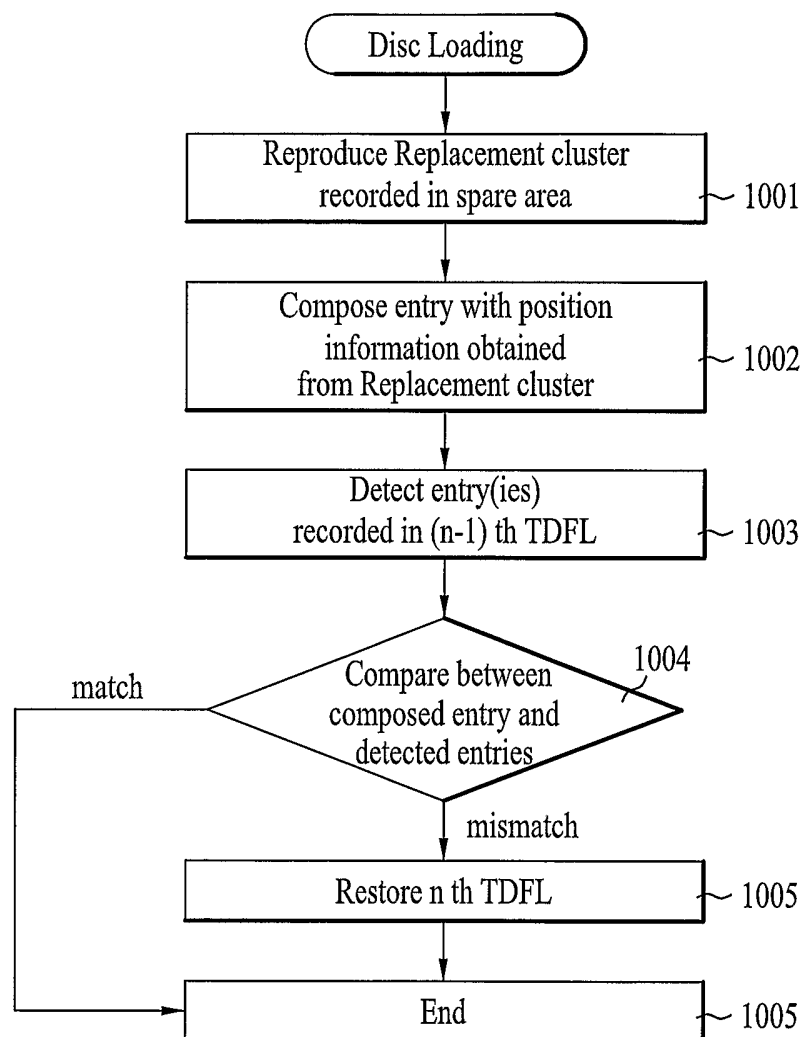 Disc Loading
Reproduce Replacement cluster
recorded in spare area
1001
Compose entry with position
information obtained
from Replacement cluster
1002
Detect entry(ies)
recorded in (n-1) th TDFL
1003
1004
match
Compare between
composed entry and
detected entries
mismatch
Restore n th TDFL
1005
End
1005